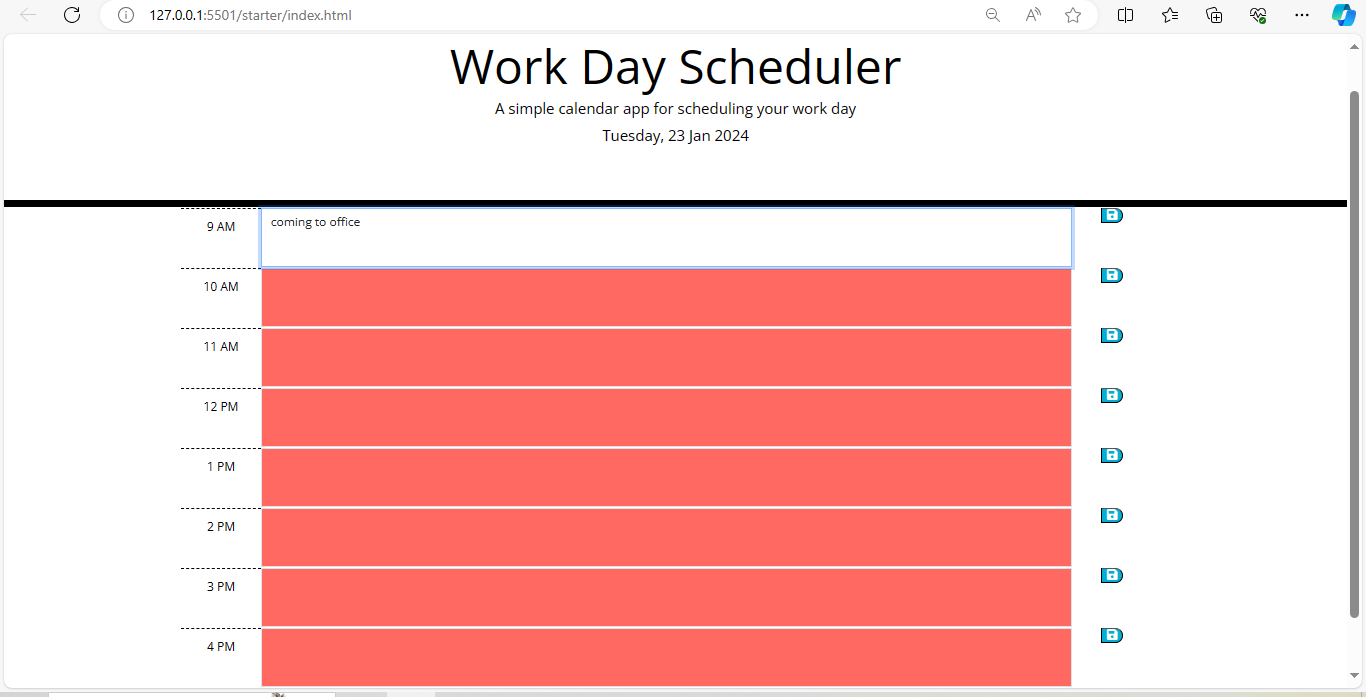 127.0.0.1:5501/starter/index.html
Work Day Scheduler
A simple calendar app for scheduling your work day
Tuesday, 23 Jan 2024
9 AM
coming to office
10 AM
11 AM
12 PM
1 PM
2 PM
3 PM
4 PM